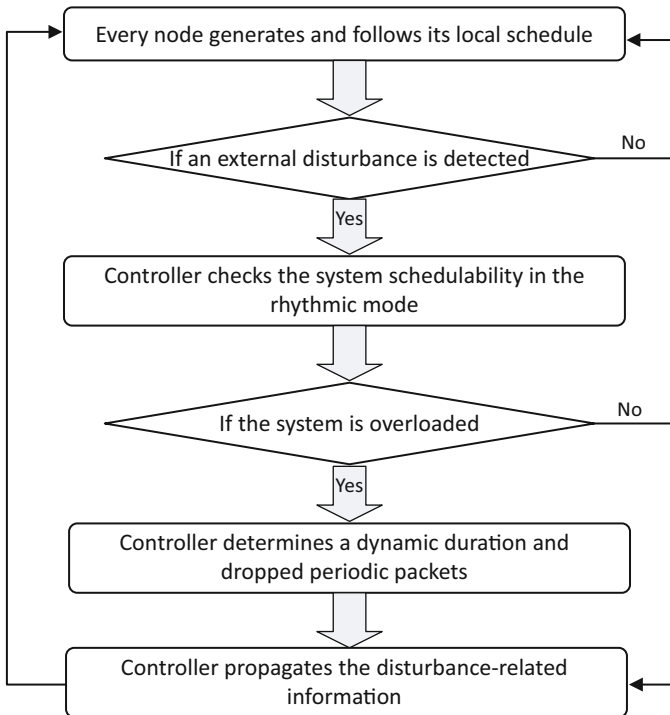 Every node generates and follows its local schedule
If an external disturbance is detected
No
Yes
Controller checks the system schedulability in the
rhythmic mode
If the system is overloaded
No
Yes
Controller determines a dynamic duration and
dropped periodic packets
Controller propagates the disturbance-related
information